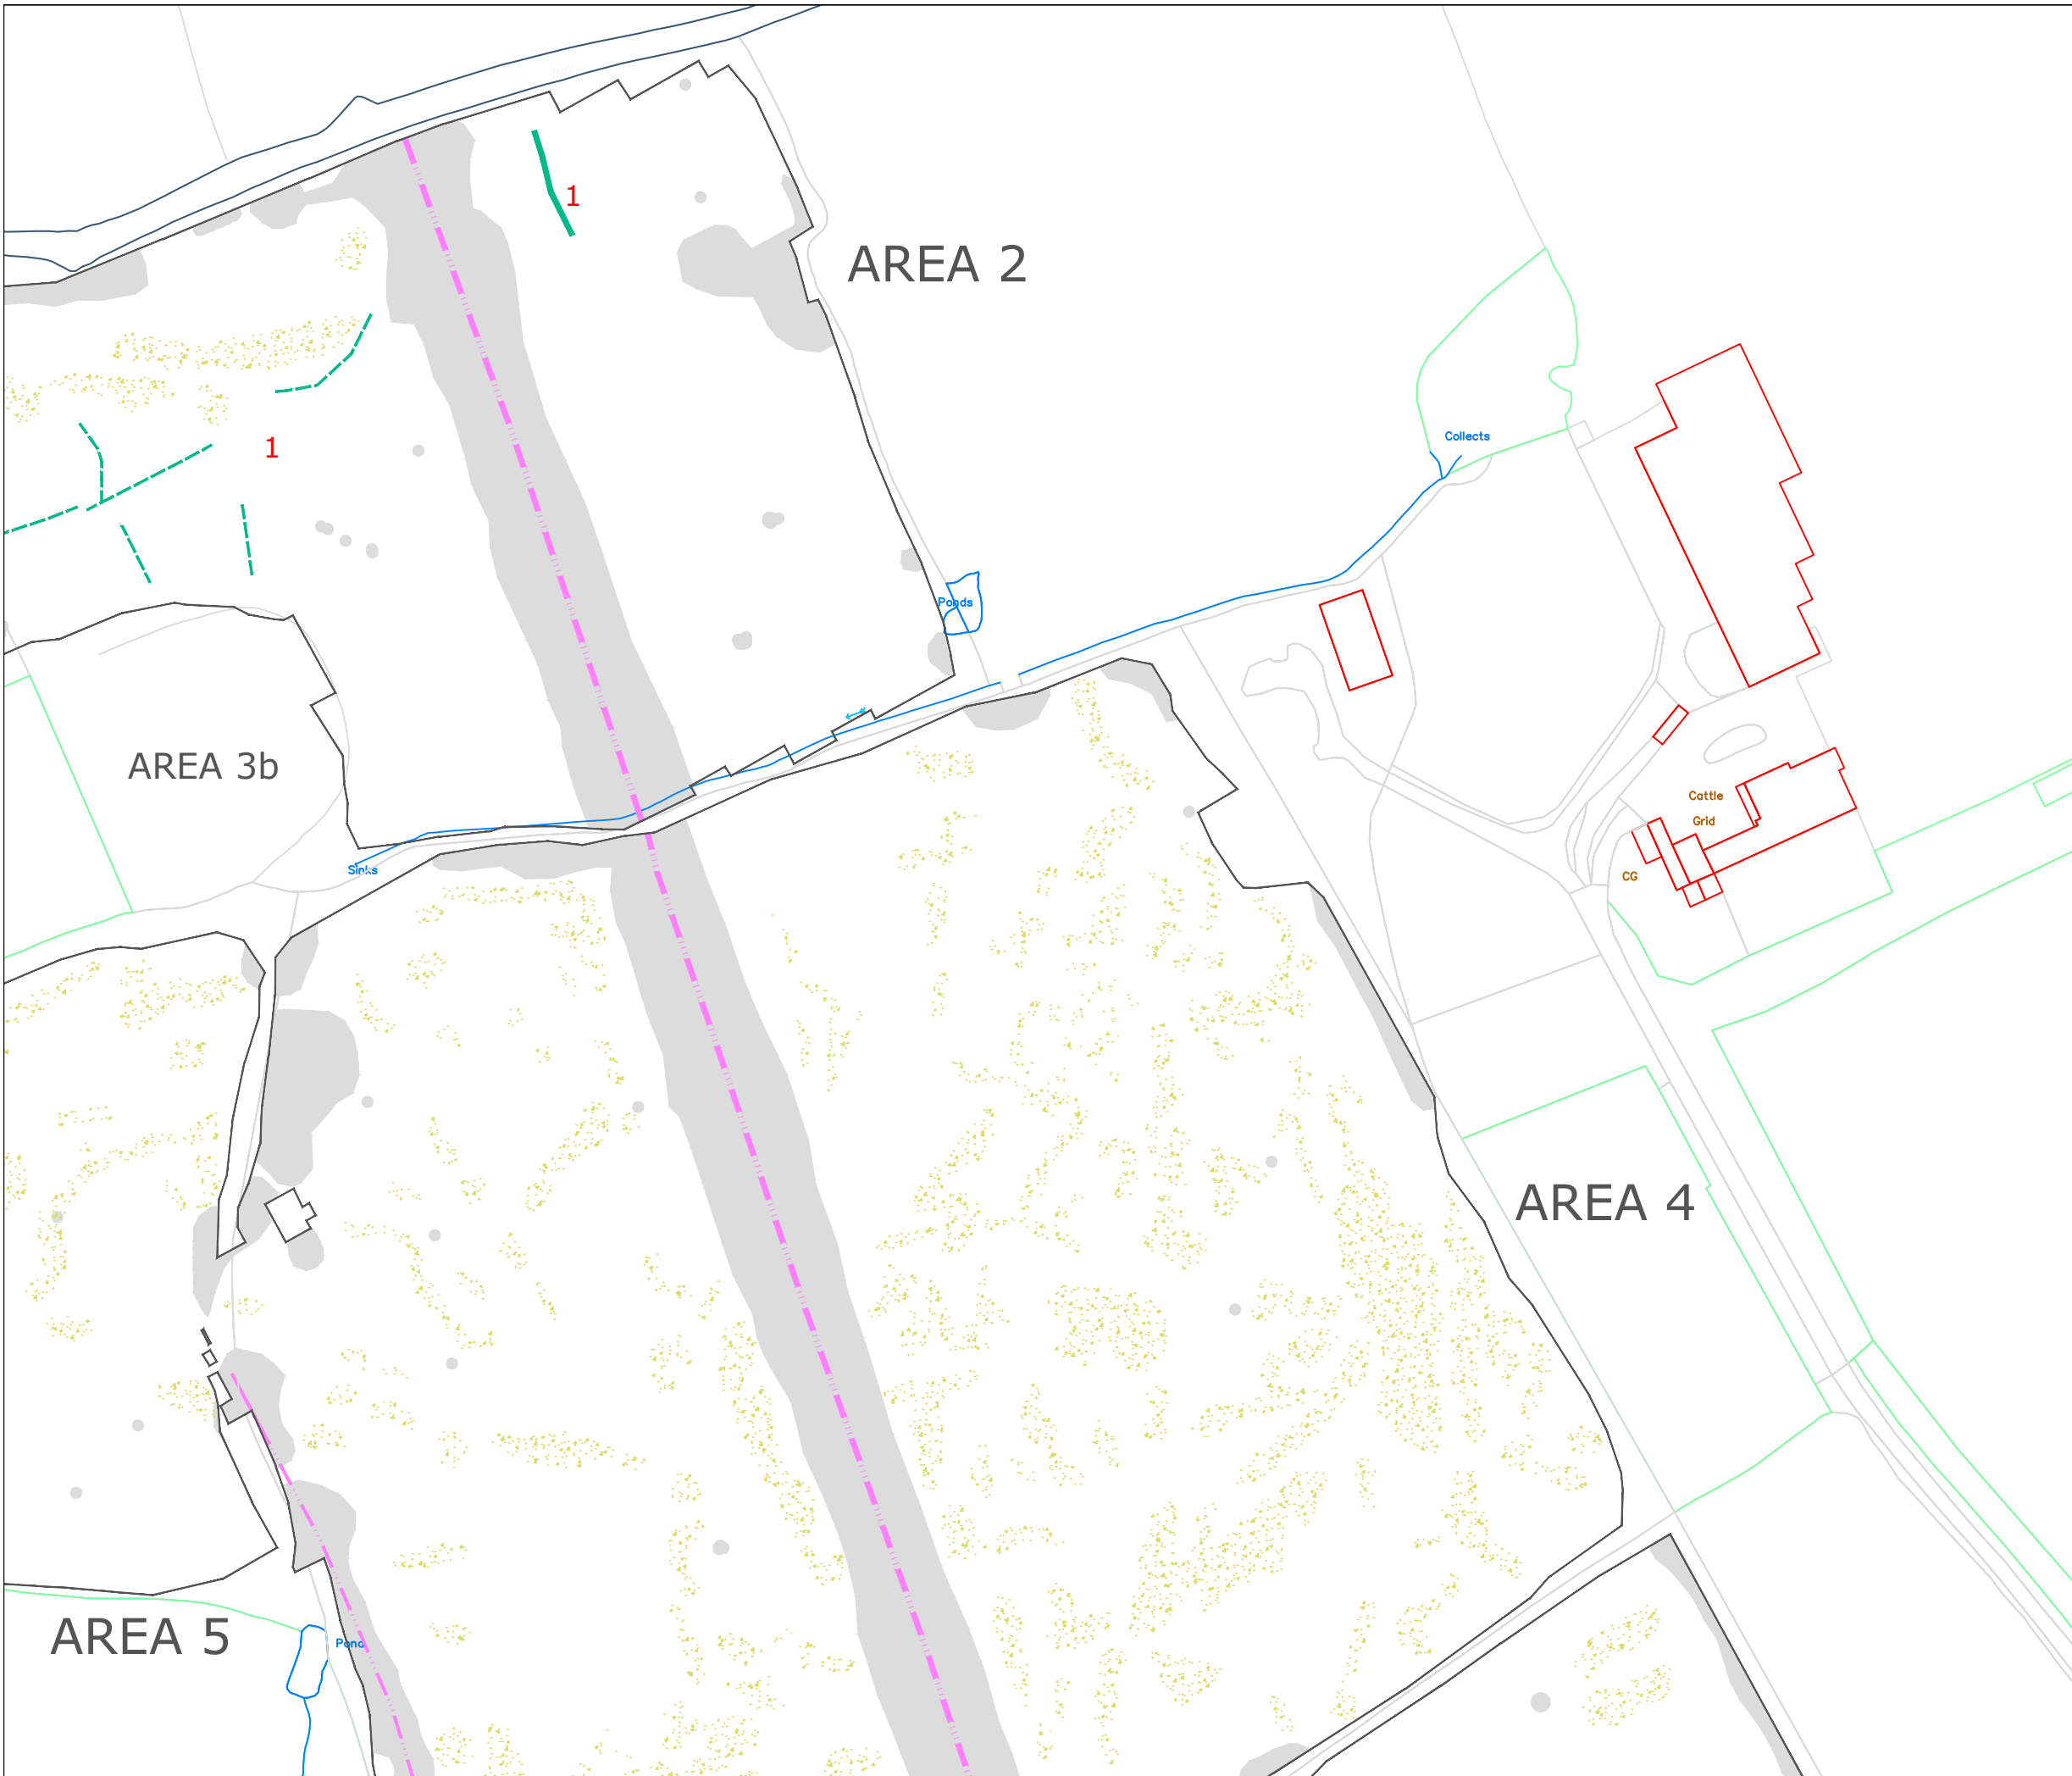 1
AREA 2
Collects
1
Ponds
AREA 3b
Cattle
Grid
Sinks
CG
AREA 4
AREA 5
Pond